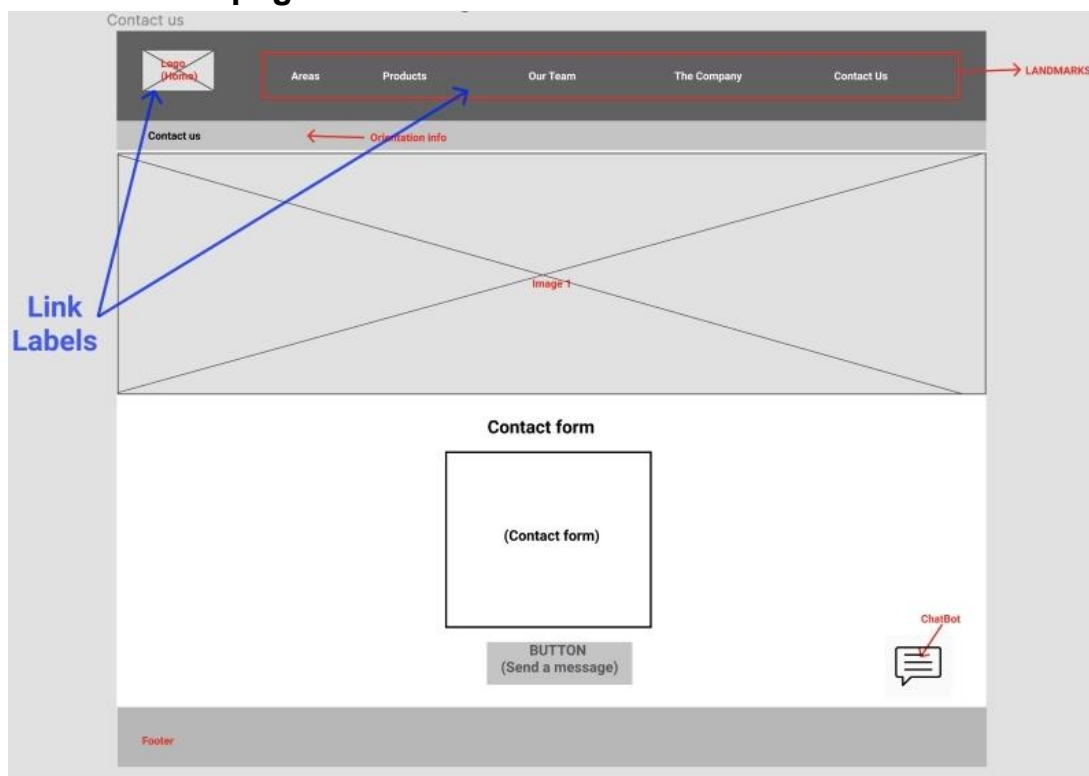 Contact us
Logo
(Home)
Areas Products Our Team The Company Contact Us
LANDMARKS
Contact us
Orientation info
Image 1
Link
Labels
Contact form
(Contact form)
ChatBot
BUTTON
(Send a message)
Footer